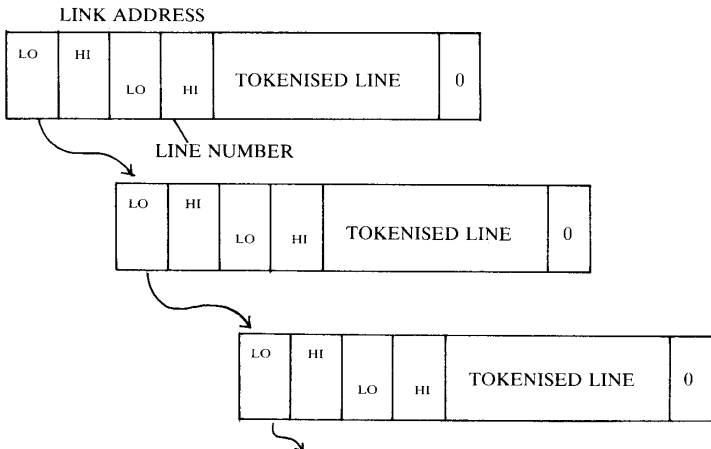 LINK ADDRESS
LO HI LO HI TOKENISED LINE 0
LINE NUMBER
LO HI LO HI TOKENISED LINE 0
LO HI LO HI TOKENISED LINE 0